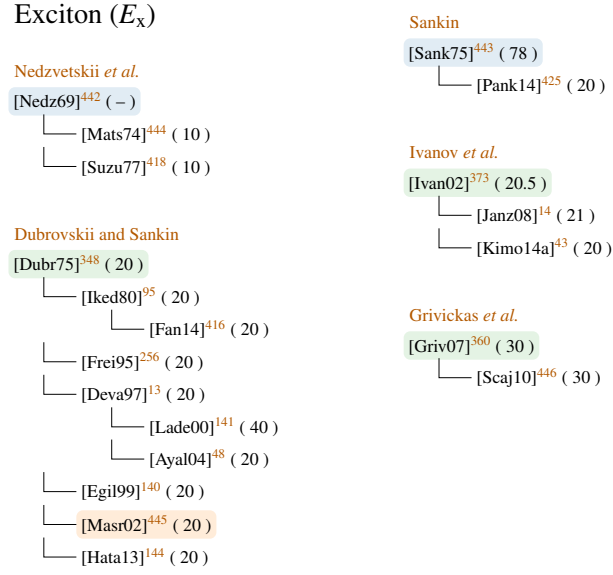 Exciton (Ex)
Nedzvetskii et al.
[Nedz69]442 ( – )
[Mats74]444 ( 10 )
[Suzu77]418 ( 10 )
Dubrovskii and Sankin
[Dubr75]348 ( 20 )
[Iked80]95 ( 20 )
[Fan14]416 ( 20 )
[Frei95]256 ( 20 )
[Deva97]13 ( 20 )
[Lade00]141 ( 40 )
[Ayal04]48 ( 20 )
[Egil99]140 ( 20 )
[Masr02]445 ( 20 )
[Hata13]144 ( 20 )
Sankin
[Sank75]443 ( 78 )
[Pank14]425 ( 20 )
Ivanov et al.
[Ivan02]373 ( 20.5 )
[Janz08]14 ( 21 )
[Kimo14a]43 ( 20 )
Grivickas et al.
[Griv07]360 ( 30 )
[Scaj10]446 ( 30 )